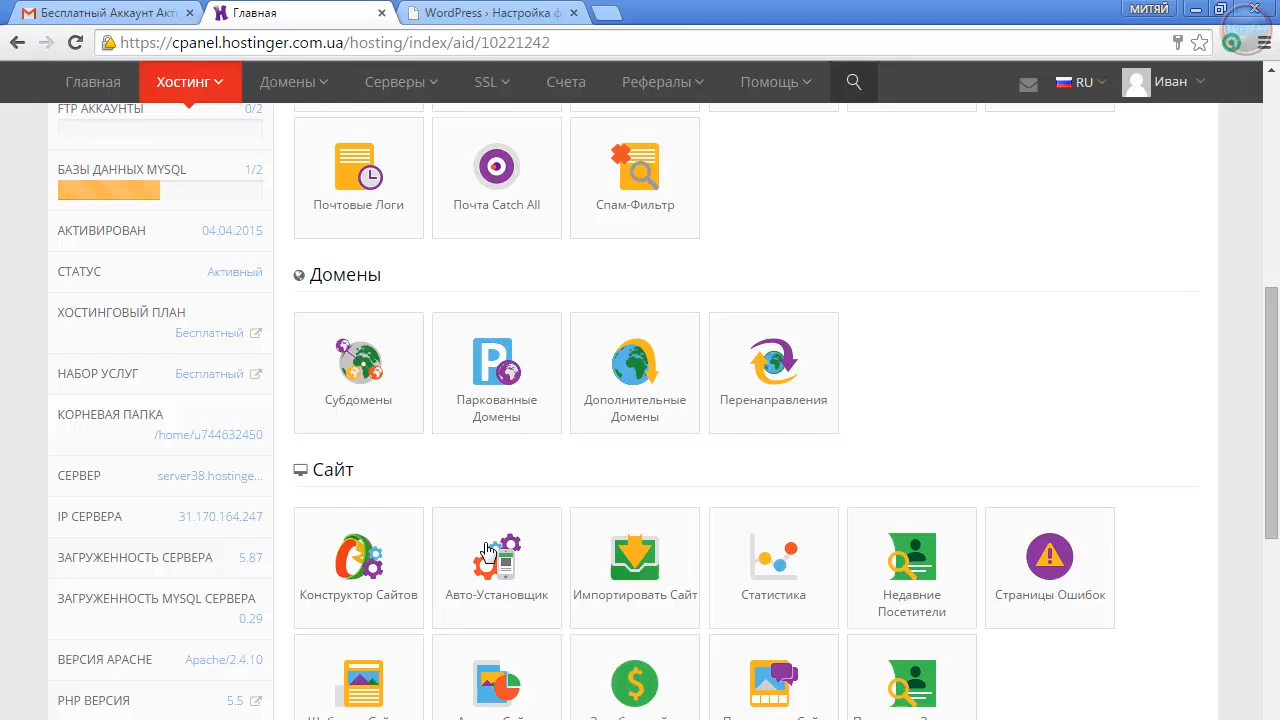 Бесплатный Аккаунт Акти
Главная
WordPress › Настройка ф
МИТЯЙ
https://cpanel.hostinger.com.ua/hosting/index/aid/10221242
Главная
Хостинг
Домены
Серверы
SSL
Счета
Рефералы
Помощь
RU
Иван
FTP АККАУНТЫ 0/2
БАЗЫ ДАННЫХ MYSQL 1/2
АКТИВИРОВАН 04.04.2015
СТАТУС Активный
ХОСТИНГОВЫЙ ПЛАН
Бесплатный
НАБОР УСЛУГ Бесплатный
КОРНЕВАЯ ПАПКА
/home/u744632450
СЕРВЕР server38.hostinge...
IP СЕРВЕРА 31.170.164.247
ЗАГРУЖЕННОСТЬ СЕРВЕРА 5.87
ЗАГРУЖЕННОСТЬ MYSQL СЕРВЕРА
0.29
ВЕРСИЯ APACHE Apache/2.4.10
PHP ВЕРСИЯ 5.5
Почтовые Логи
Почта Catch All
Спам-Фильтр
Домены
Субдомены
Паркованные
Домены
Дополнительные
Домены
Перенаправления
Сайт
Конструктор Сайтов
Авто-Установщик
Импортировать Сайт
Статистика
Недавние
Посетители
Страницы Ошибок